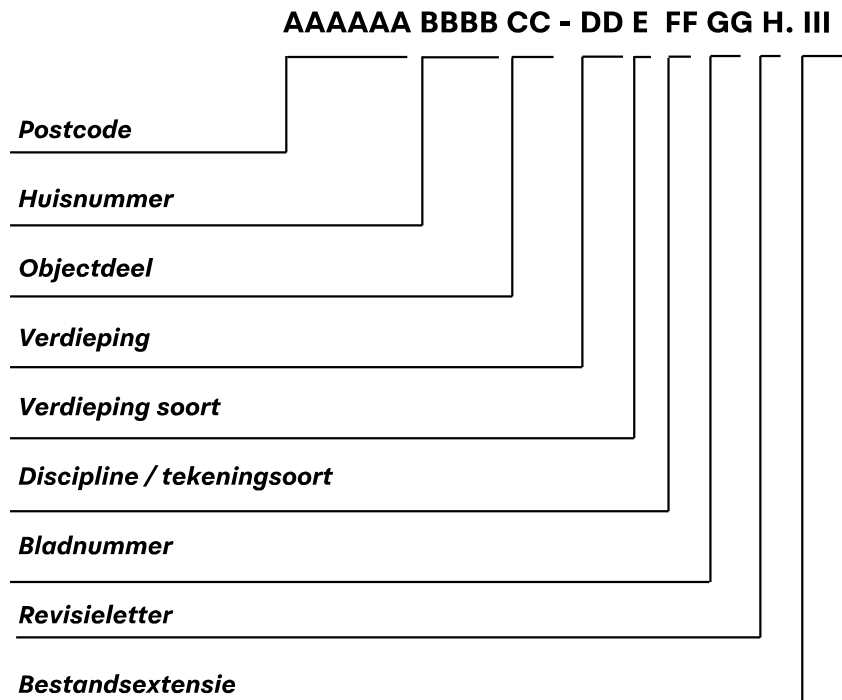 AAAAAA BBBB CC - DD E FF GG H. III
Postcode
Huisnummer
Objectdeel
Verdieping
Verdieping soort
Discipline / tekeningsoort
Bladnummer
Revisieletter
Bestandsextensie